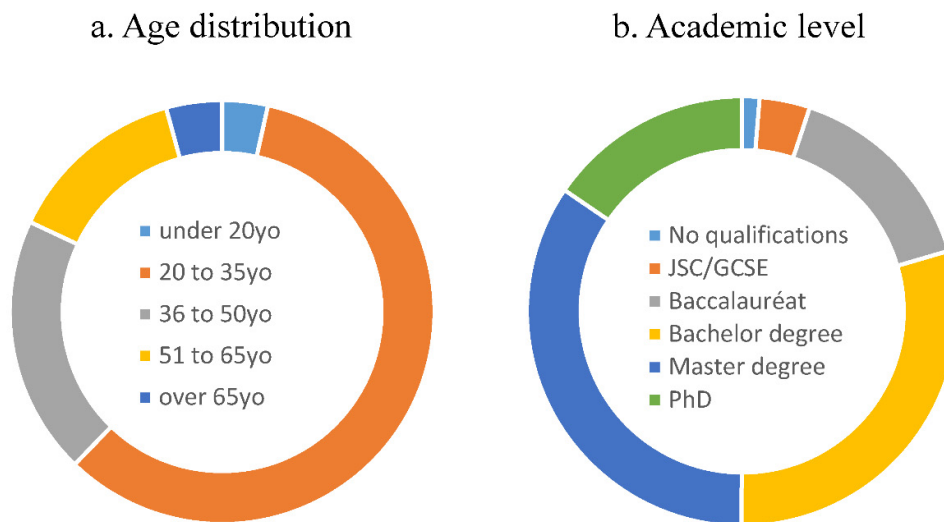 a. Age distribution
under 20yo
20 to 35yo
36 to 50yo
51 to 65yo
over 65yo
b. Academic level
No qualifications
JSC/GCSE
Baccalauréat
Bachelor degree
Master degree
PhD